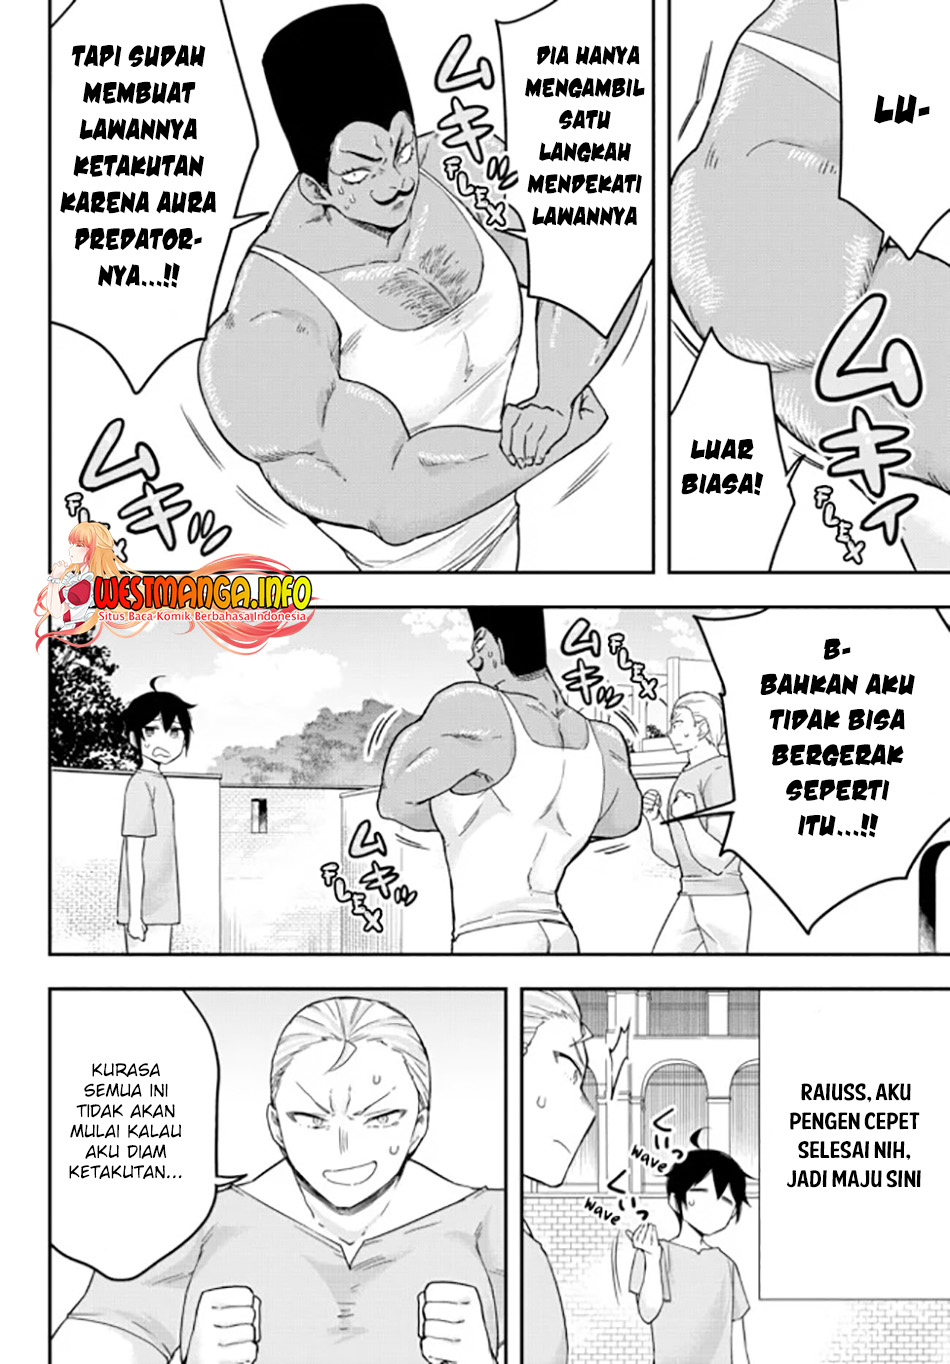 LU-
LUAR
BIASA!
ムキィ
FLEX
DIA HANYA
MENGAMBIL
SATU
LANGKAH
MENDEKATI
LAWANNYA
ムキッ
FLEX
TAPI SUDAH
MEMBUAT
LAWANNYA
KETAKUTAN
KARENA AURA
PREDATOR-
NYA...!!
ムキッ
FLEX
WESTMANGA.INFO
Situs Baca Komik Berbahasa Indonesia
B-
BAHKAN AKU
TIDAK BISA
BERGERAK
SEPERTI
ITU...!!
ムキッ
FLEX
ムキッ
FLEX
RAIUSS, AKU
PENGEN CEPET
SELESAI NIH,
JADI MAJU SINI
くいっ
WAVE
くいっ
WAVE
KURASA
SEMUA INI
TIDAK AKAN
MULAI KALAU
AKU DIAM
KETAKUTAN...